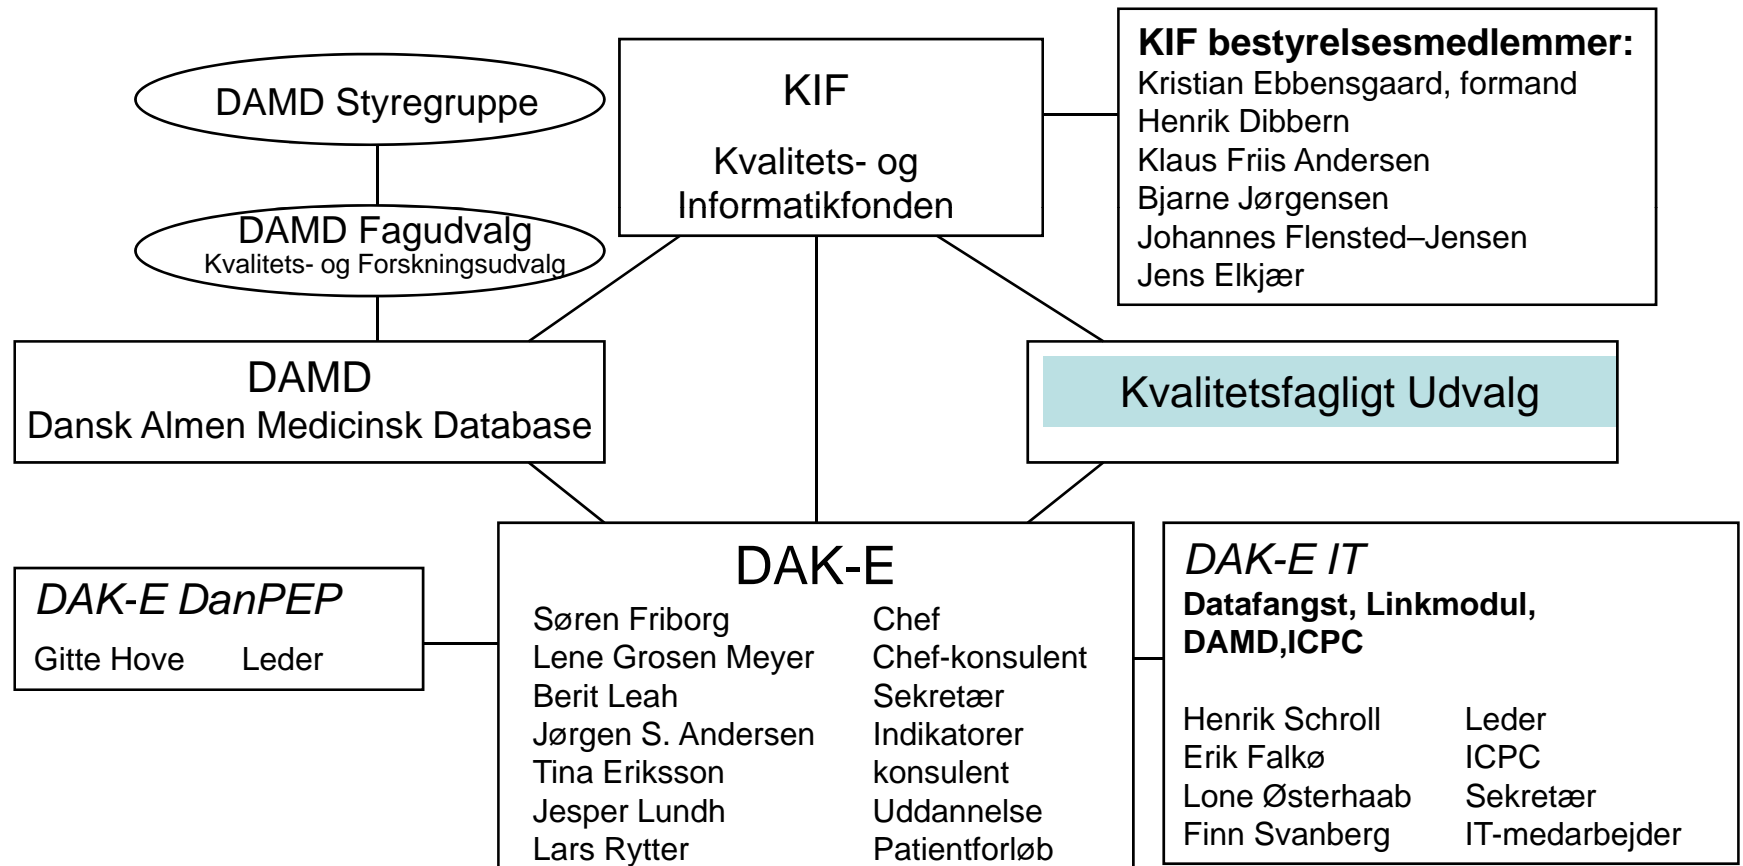 DAMD Styregruppe
DAMD Fagudvalg
Kvalitets- og Forskningsudvalg
KIF
Kvalitets- og
Informatikfonden
KIF bestyrelsesmedlemmer:
Kristian Ebbensgaard, formand
Henrik Dibbern
Klaus Friis Andersen
Bjarne Jørgensen
Johannes Flensted–Jensen
Jens Elkjær
DAMD
Dansk Almen Medicinsk Database
Kvalitetsfagligt Udvalg
DAK-E DanPEP
Gitte Hove Leder
DAK-E
Søren Friborg Chef
Lene Grosen Meyer Chef-konsulent
Berit Leah Sekretær
Jørgen S. Andersen Indikatorer
Tina Eriksson konsulent
Jesper Lundh Uddannelse
Lars Rytter Patientforløb
DAK-E IT
Datafangst, Linkmodul,
DAMD,ICPC
Henrik Schroll Leder
Erik Falkø ICPC
Lone Østerhaab Sekretær
Finn Svanberg IT-medarbejder